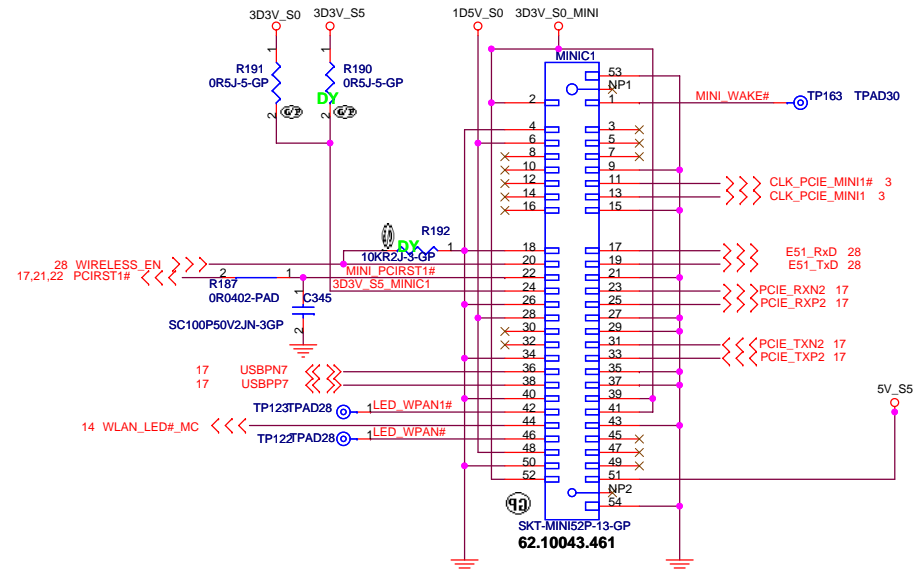 3D3V_S0 3D3V_S5 1D5V_S0 3D3V_S0_MINI
MINIC1
R191
0R5J-5-GP
1
2
R190
0R5J-5-GP
DY
1
2
53
NP1
2
1 MINI_WAKE# TP163 TPAD30
4 3
6 5
8 7
10 9
12 11 CLK_PCIE_MINI1# 3
14 13 CLK_PCIE_MINI1 3
16 15
R192
DY
10KR2J-3-GP
1
18 17 E51_RxD 28
28 WIRELESS_EN 20 19 E51_TxD 28
17,21,22 PCIRST1# 2 1 MINI_PCIRST1# 22 21
R187
0R0402-PAD
3D3V_S5_MINIC1 24 23 PCIE_RXN2 17
26 25 PCIE_RXP2 17
C345
1
2
SC100P50V2JN-3GP
28 27
30 29
32 31 PCIE_TXN2 17
34 33 PCIE_TXP2 17
17 USBPN7 36 35
17 USBPP7 38 37
40 39
TP123 TPAD28 1 LED_WPAN1# 42 41
14 WLAN_LED#_MC 44 43
TP122 TPAD28 1 LED_WPAN# 46 45
48 47
50 49
52 51
5V_S5
NP2
54
GP
SKT-MINI52P-13-GP
62.10043.461